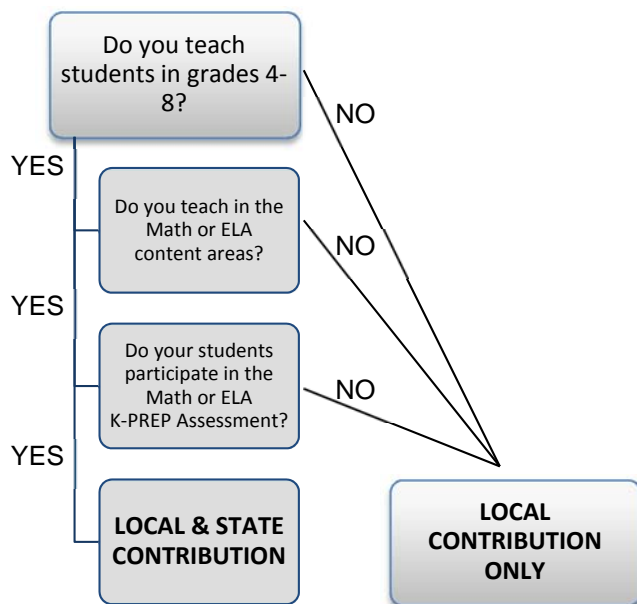 Do you teach
students in grades 4-
8?
NO
YES
Do you teach in the
Math or ELA
content areas?
NO
YES
Do your students
participate in the
Math or ELA
K-PREP Assessment?
NO
YES
LOCAL & STATE
CONTRIBUTION
LOCAL
CONTRIBUTION
ONLY